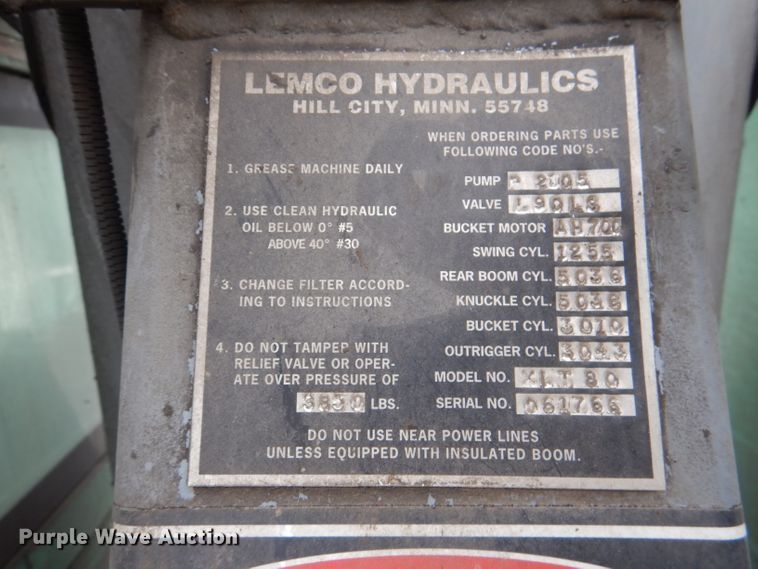 LEMCO HYDRAULICS
HILL CITY, MINN. 55748
1. GREASE MACHINE DAILY
2. USE CLEAN HYDRAULIC
OIL BELOW 0° #5
ABOVE 40° #30
3. CHANGE FILTER ACCORD-
ING TO INSTRUCTIONS
4. DO NOT TAMPER WITH
RELIEF VALVE OR OPER-
ATE OVER PRESSURE OF
LBS.
WHEN ORDERING PARTS USE
FOLLOWING CODE NO'S.-
PUMP P 2005
VALVE L90LS
BUCKET MOTOR AH700
SWING CYL. 1255
REAR BOOM CYL. 5036
KNUCKLE CYL. 5036
BUCKET CYL. 3010
OUTRIGGER CYL. 3043
MODEL NO. XLT 80
SERIAL NO. 061766
DO NOT USE NEAR POWER LINES
UNLESS EQUIPPED WITH INSULATED BOOM.
Purple Wave Auction